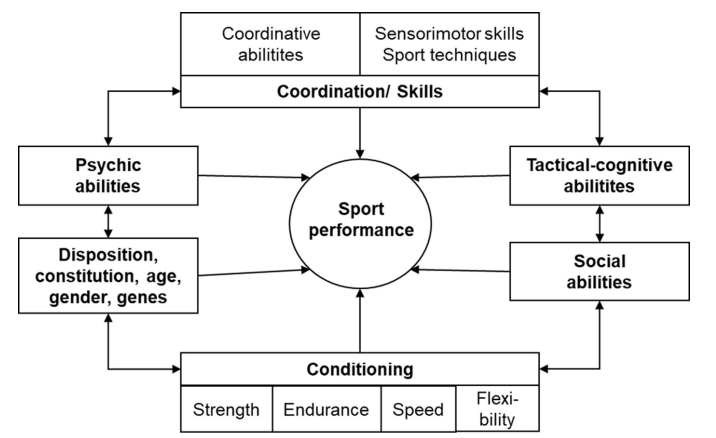 Coordinative
abilitites
Sensorimotor skills
Sport techniques
Coordination/ Skills
Psychic
abilities
Sport
performance
Tactical-cognitive
abilitites
Disposition,
constitution, age,
gender, genes
Social
abilities
Conditioning
Strength
Endurance
Speed
Flexi-
bility